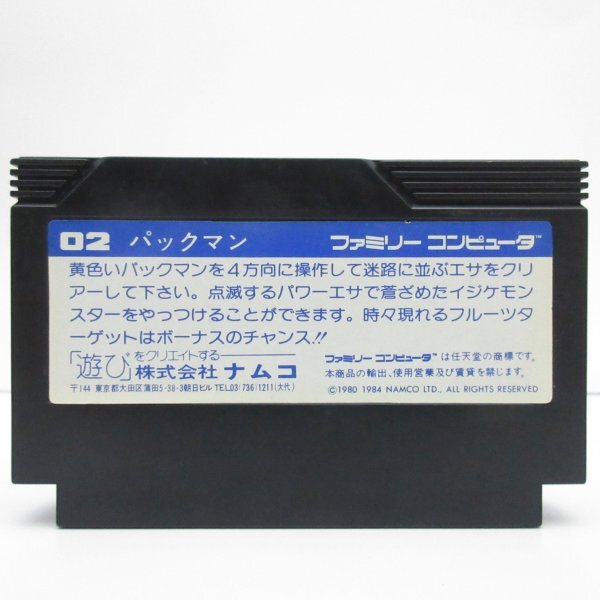 02 パックマン ファミリー コンピュータ™
黄色いパックマンを4方向に操作して迷路に並ぶエサをクリ
アーして下さい。点滅するパワーエサで蒼ざめたイジケモン
スターをやっつけることができます。時々現れるフルーツタ
ーゲットはボーナスのチャンス!!
「遊び」をクリエイトする
株式会社 ナムコ
〒144 東京都大田区蒲田5-38-3朝日ビル TEL.03(736)1211(大代)
ファミリー コンピュータ™は任天堂の商標です。
本商品の輸出、使用営業及び賃貸を禁じます。
©1980 1984 NAMCO LTD., ALL RIGHTS RESERVED